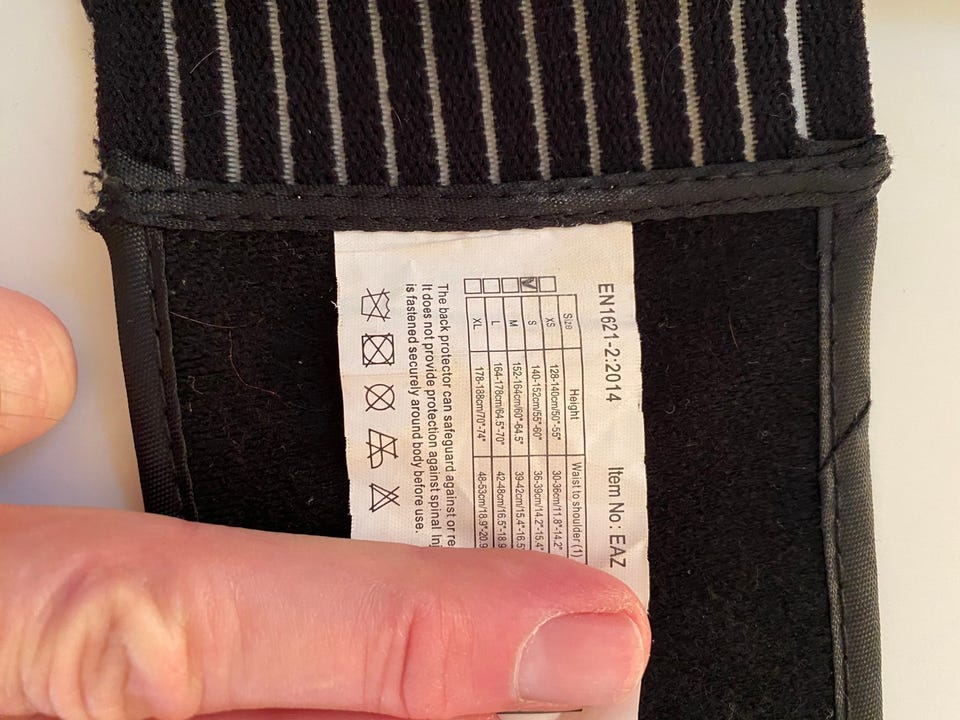 EN1621-2:2014 Item No: EAZ
Size Height Waist to shoulder (1)
XS 128-140cm/50"-55" 30-36cm/11.8"-14.2"
S 140-152cm/55"-60" 36-39cm/14.2"-15.4"
M 152-164cm/60"-64.5" 39-42cm/15.4"-16.5
L 164-178cm/64.5"-70" 42-48cm/16.5"-18.9
XL 178-188cm/70"-74" 48-53cm/18.9"-20.9
The back protector can safeguard against or re
It does not provide protection against spinal Inj
is fastened securely around body before use.